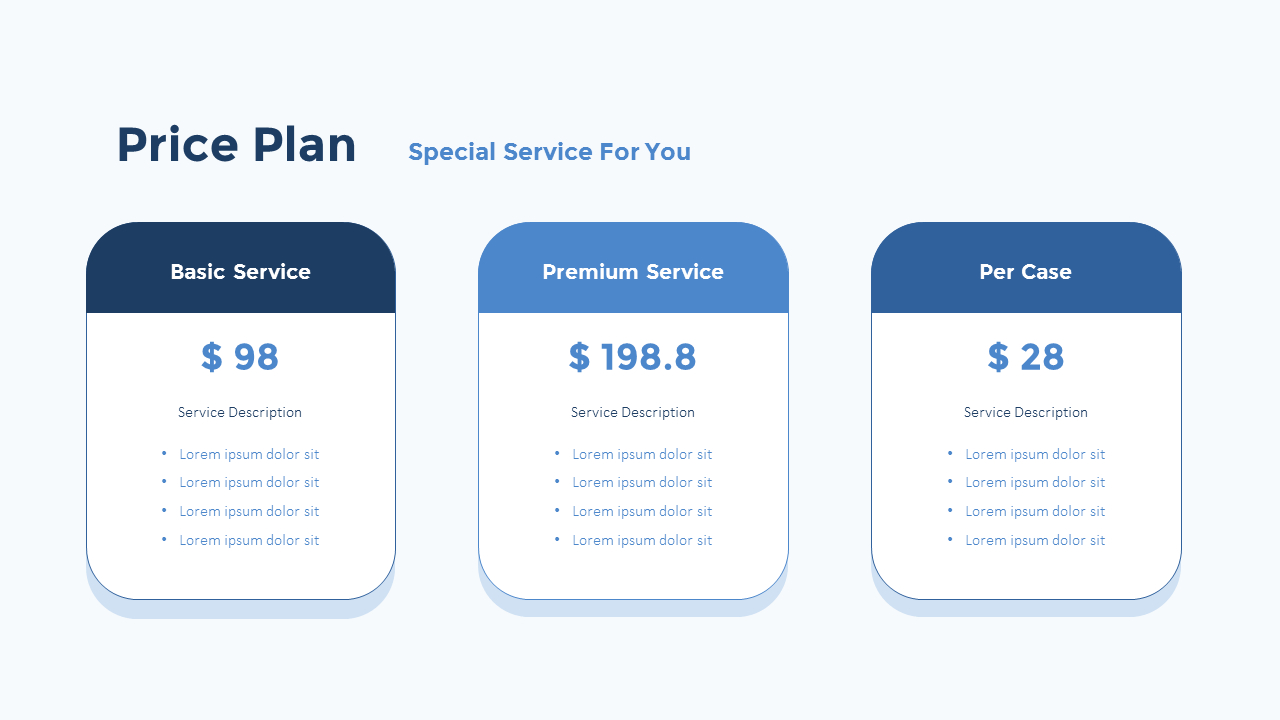 Price Plan
Special Service For You
Basic Service
$ 98
Service Description
• Lorem ipsum dolor sit
• Lorem ipsum dolor sit
• Lorem ipsum dolor sit
• Lorem ipsum dolor sit
Premium Service
$ 198.8
Service Description
• Lorem ipsum dolor sit
• Lorem ipsum dolor sit
• Lorem ipsum dolor sit
• Lorem ipsum dolor sit
Per Case
$ 28
Service Description
• Lorem ipsum dolor sit
• Lorem ipsum dolor sit
• Lorem ipsum dolor sit
• Lorem ipsum dolor sit